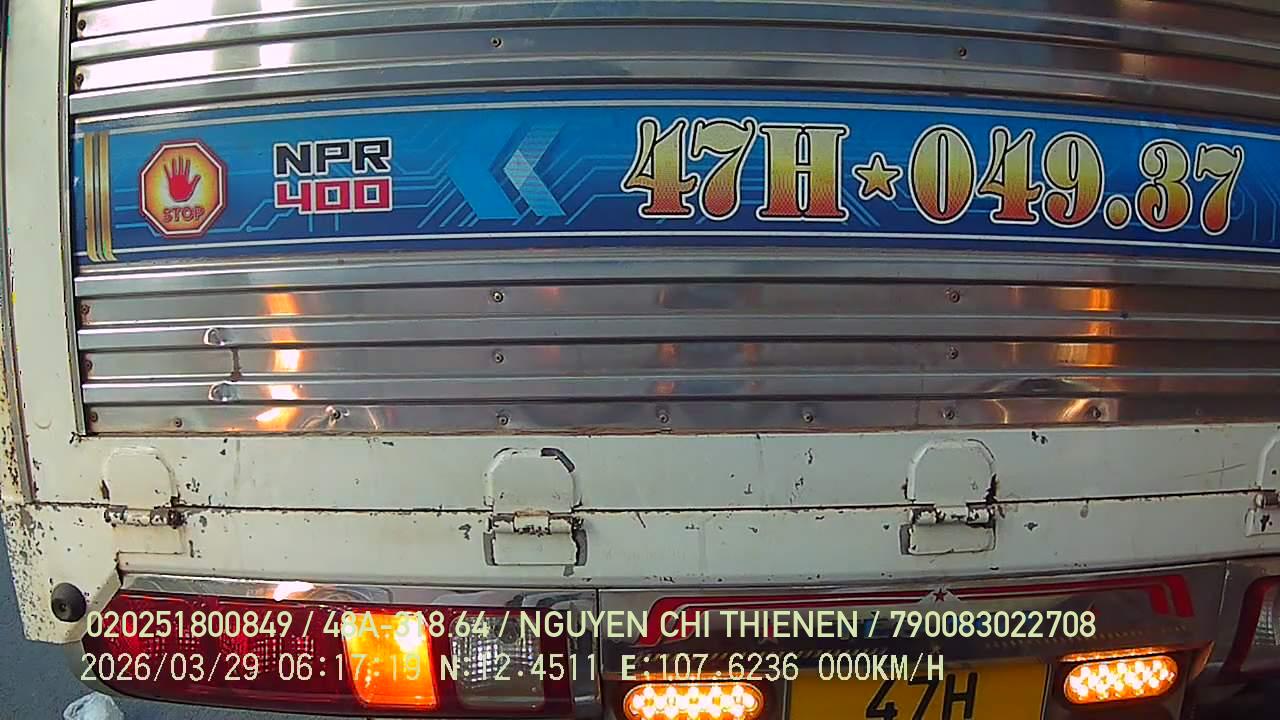 STOP
NPR
400
47H★049.37
020251800849 / 48A-318.64 / NGUYEN CHI THIENEN / 790083022708
2026/03/29 06:17:19 N:12.4511 E:107.6236 000KM/H
47H